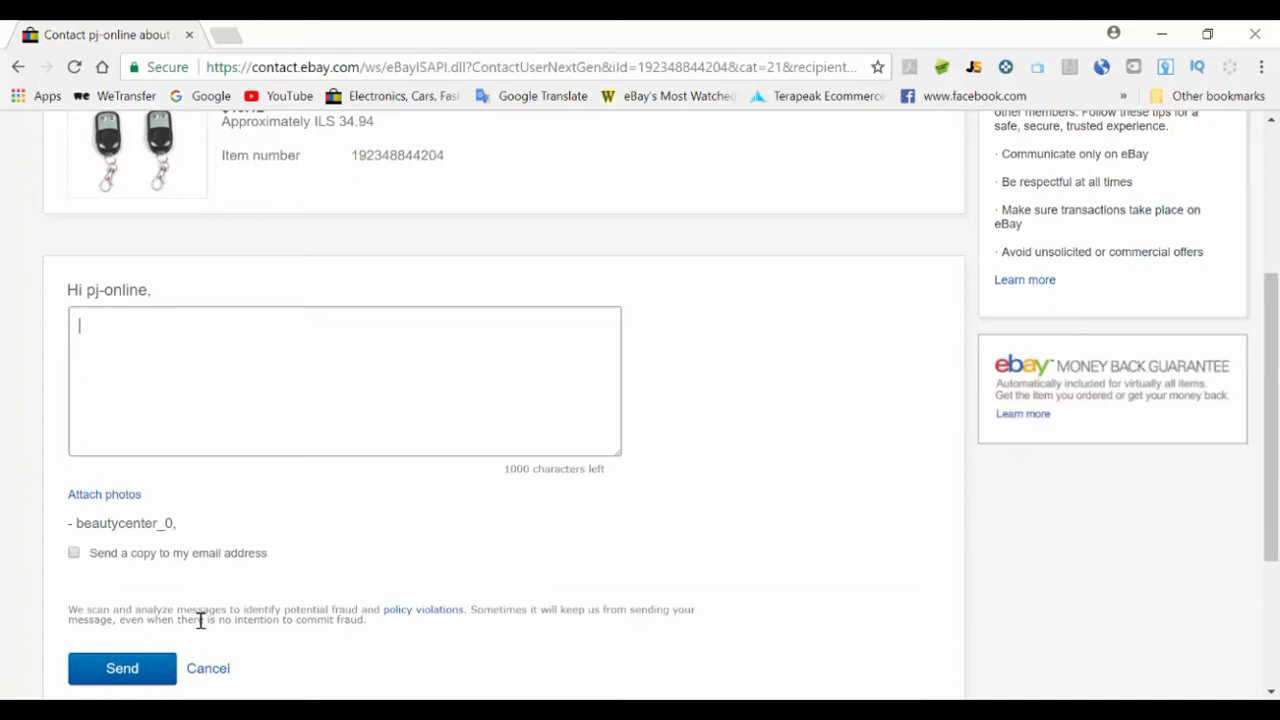 Contact pj-online about
Secure
https://contact.ebay.com/ws/eBayISAPI.dll?ContactUserNextGen&iId=192348844204&cat=21&recipient...
JS
IQ
Apps
WeTransfer
Google
YouTube
Electronics, Cars, Fas
Google Translate
eBay's Most Watched
Terapeak Ecommerce
www.facebook.com
»
Other bookmarks
Approximately ILS 34.94
Item number 192348844204
other members. Follow these tips for a
safe, secure, trusted experience.
· Communicate only on eBay
· Be respectful at all times
· Make sure transactions take place on
eBay
· Avoid unsolicited or commercial offers
Learn more
Hi pj-online,
1000 characters left
Attach photos
- beautycenter_0,
Send a copy to my email address
We scan and analyze messages to identify potential fraud and policy violations. Sometimes it will keep us from sending your
message, even when there is no intention to commit fraud.
Send
Cancel
ebay™ MONEY BACK GUARANTEE
Automatically included for virtually all items.
Get the item you ordered or get your money back.
Learn more